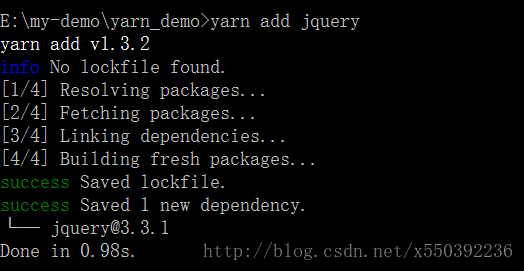 E:\my-demo\yarn_demo>yarn add jquery
yarn add v1.3.2
info No lockfile found.
[1/4] Resolving packages...
[2/4] Fetching packages...
[3/4] Linking dependencies...
[4/4] Building fresh packages...
success Saved lockfile.
success Saved 1 new dependency.
└─ jquery@3.3.1
Done in 0.98s.
http://blog.csdn.net/x550392236